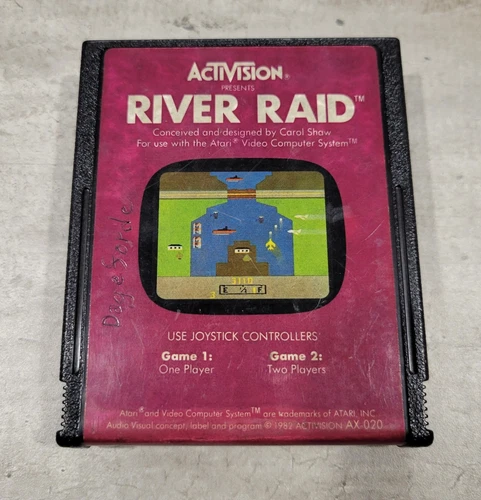 ACTIVISION®
PRESENTS
RIVER RAID™
Conceived and designed by Carol Shaw
For use with the Atari® Video Computer System™
E ½ F
USE JOYSTICK CONTROLLERS
Game 1:
One Player
Game 2:
Two Players
Atari® and Video Computer System™ are trademarks of ATARI, INC.
Audio Visual concept, label and program © 1982 ACTIVISION AX-020